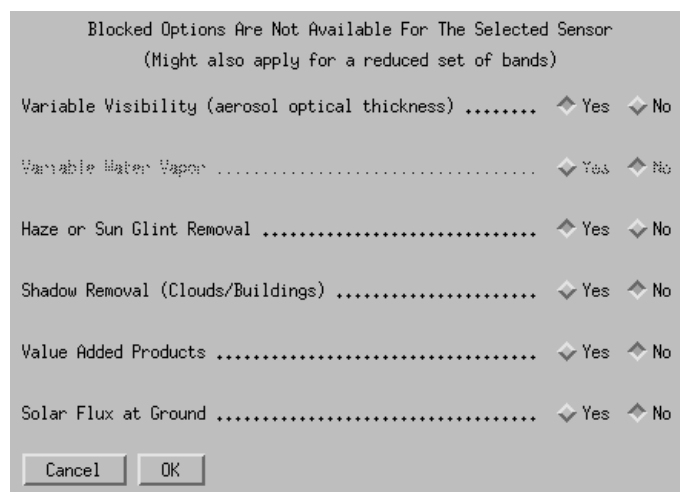 Blocked Options Are Not Available For The Selected Sensor
(Might also apply for a reduced set of bands)
Variable Visibility (aerosol optical thickness) ........ Yes No
Variable Water Vapor ................................... Yes No
Haze or Sun Glint Removal .............................. Yes No
Shadow Removal (Clouds/Buildings) ...................... Yes No
Value Added Products ................................... Yes No
Solar Flux at Ground ................................... Yes No
Cancel OK